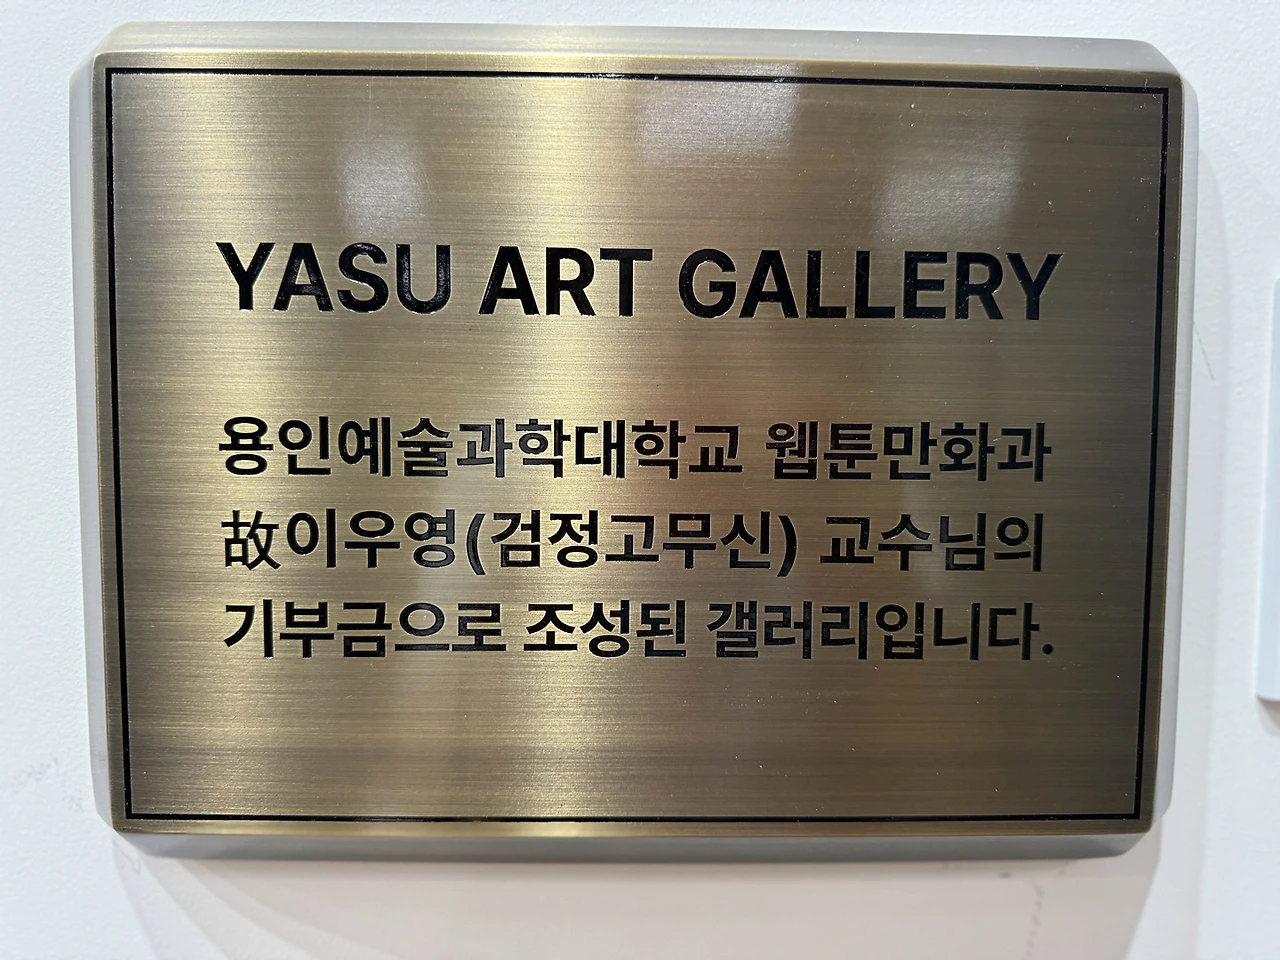 YASU ART GALLERY
용인예술과학대학교 웹툰만화과
故이우영(검정고무신) 교수님의
기부금으로 조성된 갤러리입니다.